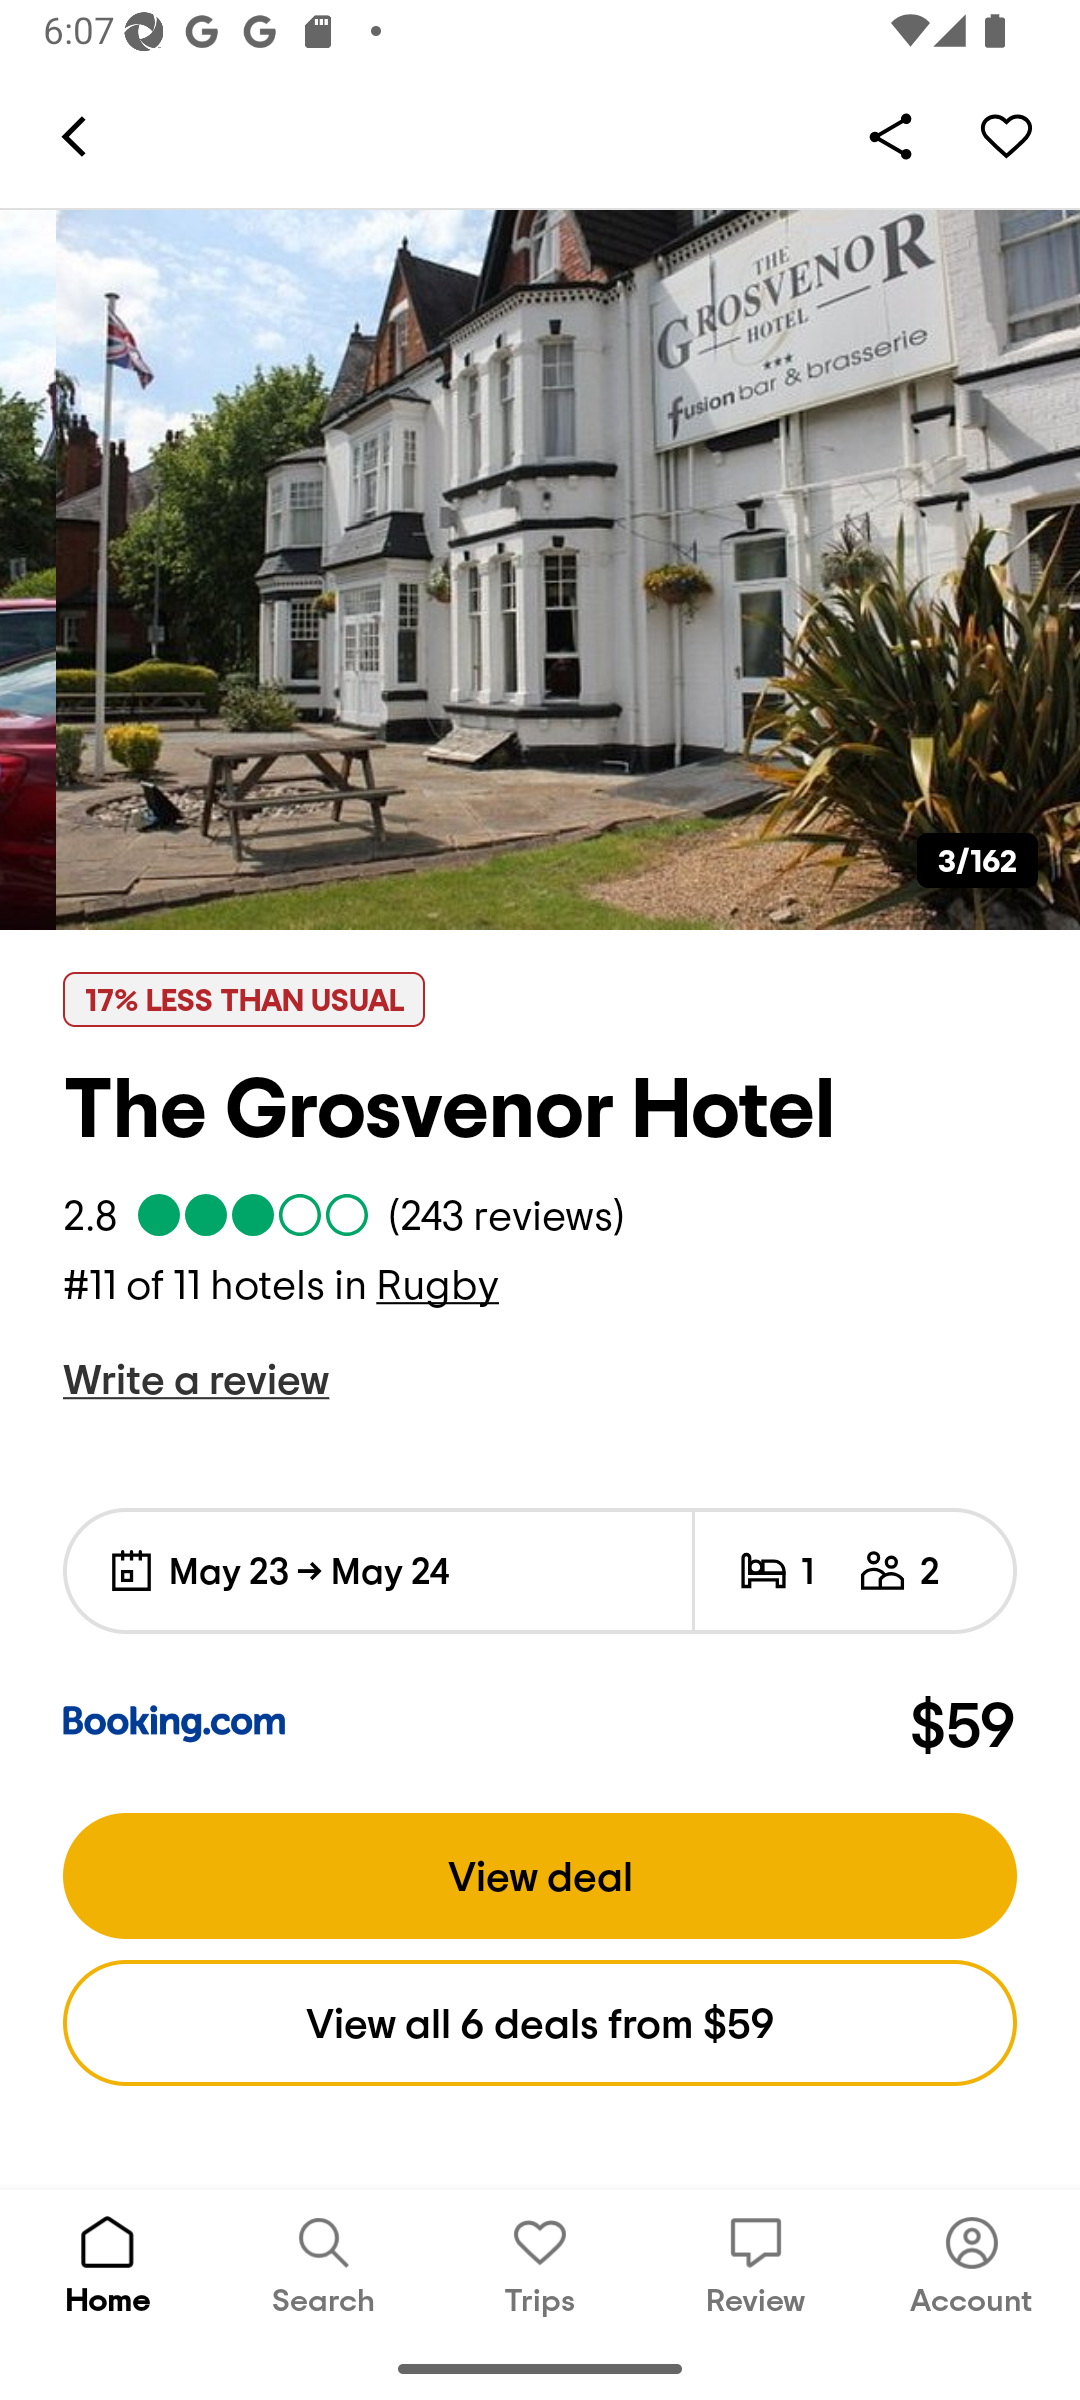 6:07
THE
GROSVENOR
HOTEL
fusion bar & brasserie
3/162
17% LESS THAN USUAL
The Grosvenor Hotel
2.8 (243 reviews)
#11 of 11 hotels in Rugby
Write a review
May 23 → May 24 1 2
Booking.com $59
View deal
View all 6 deals from $59
Home Search Trips Review Account